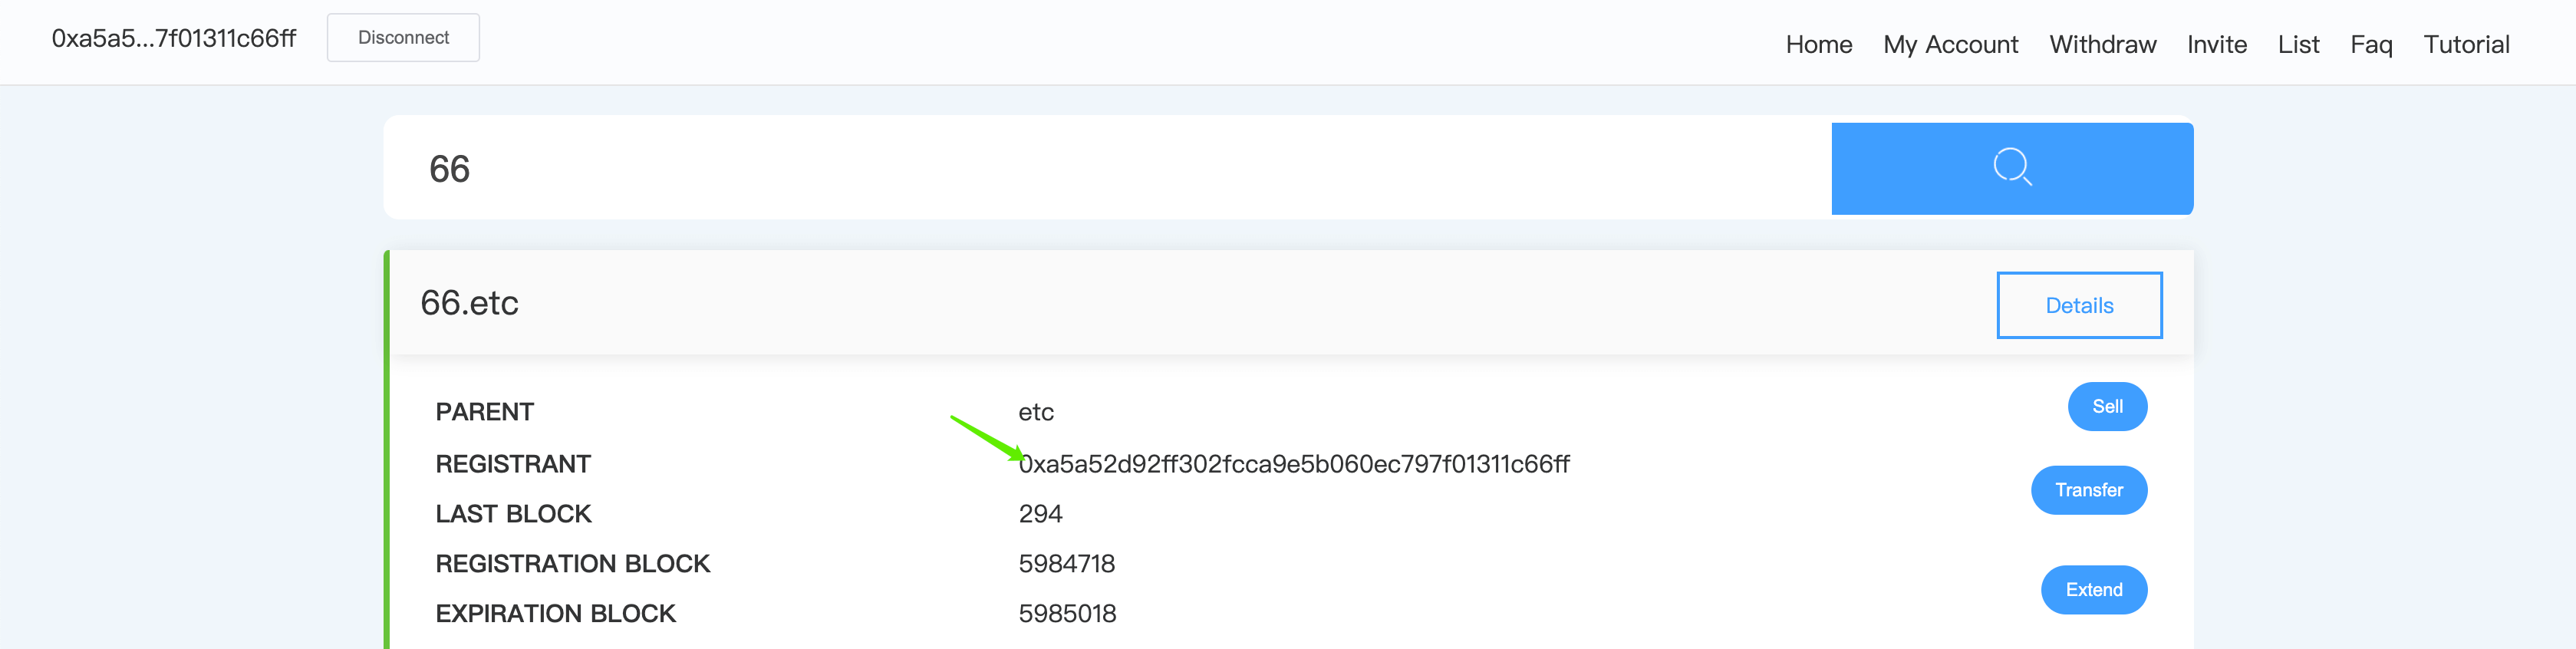 0xa5a5...7f01311c66ff Disconnect Home My Account Withdraw Invite List Faq Tutorial
66
66.etc Details
PARENT etc Sell
REGISTRANT 0xa5a52d92ff302fcca9e5b060ec797f01311c66ff
Transfer
LAST BLOCK 294
REGISTRATION BLOCK 5984718
Extend
EXPIRATION BLOCK 5985018